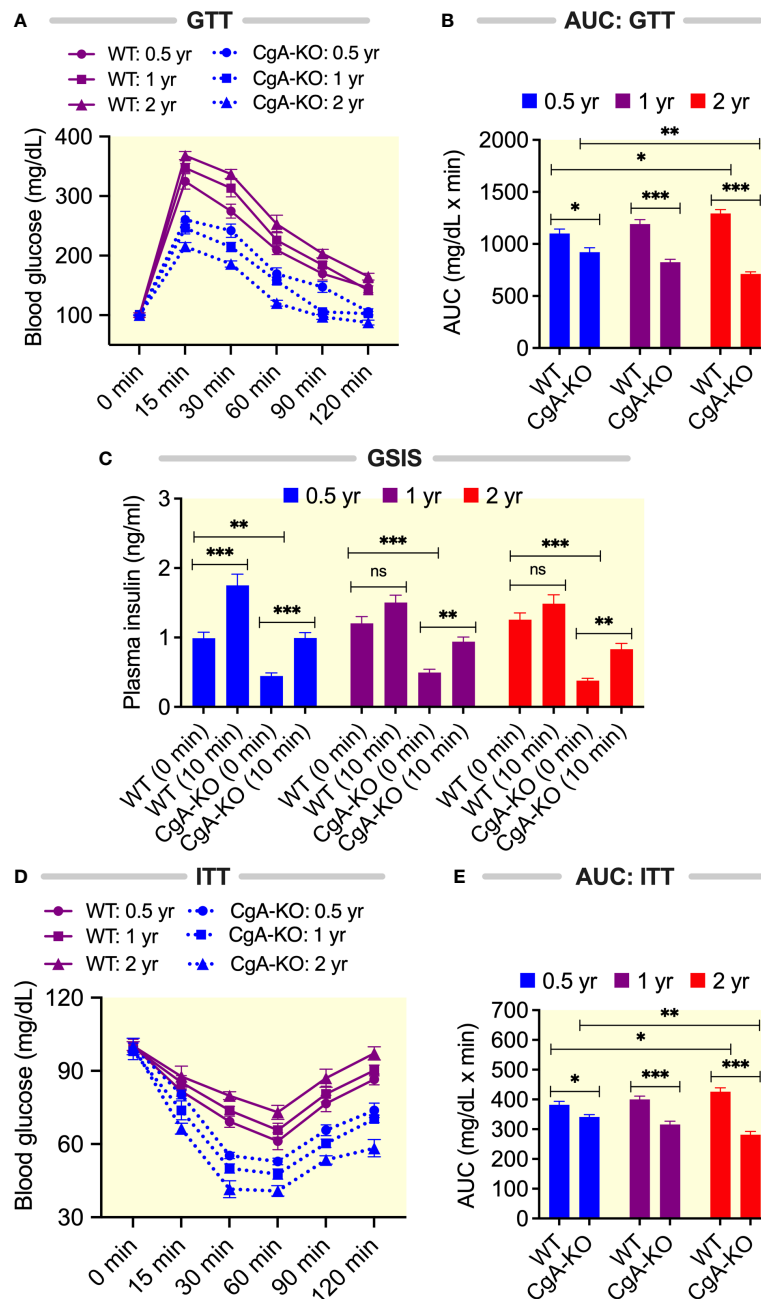 A GTT
WT: 0.5 yr CgA-KO: 0.5 yr
WT: 1 yr CgA-KO: 1 yr
WT: 2 yr CgA-KO: 2 yr
Blood glucose (mg/dL)
400
300
200
100
0 min 15 min 30 min 60 min 90 min 120 min
B AUC: GTT
0.5 yr 1 yr 2 yr
AUC (mg/dL x min)
2000
1500
1000
500
0
**
*
* *** ***
WT CgA-KO WT CgA-KO WT CgA-KO
C GSIS
0.5 yr 1 yr 2 yr
Plasma insulin (ng/ml)
3
2
1
0
** *** ***
*** ns ns
*** ** **
WT (0 min) WT (10 min) CgA-KO (0 min) CgA-KO (10 min) WT (0 min) WT (10 min) CgA-KO (0 min) CgA-KO (10 min) WT (0 min) WT (10 min) CgA-KO (0 min) CgA-KO (10 min)
D ITT
WT: 0.5 yr CgA-KO: 0.5 yr
WT: 1 yr CgA-KO: 1 yr
WT: 2 yr CgA-KO: 2 yr
Blood glucose (mg/dL)
120
90
60
30
0 min 15 min 30 min 60 min 90 min 120 min
E AUC: ITT
0.5 yr 1 yr 2 yr
AUC (mg/dL x min)
700
600
500
400
300
200
100
0
**
*
* *** ***
WT CgA-KO WT CgA-KO WT CgA-KO